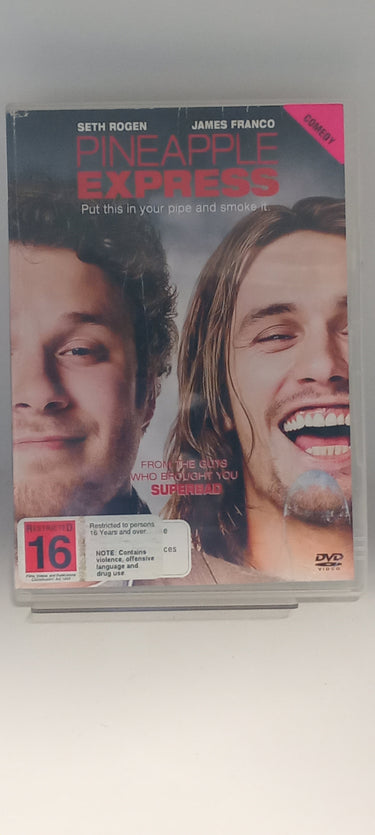 SETH ROGEN JAMES FRANCO
COMEDY
PINEAPPLE
EXPRESS
Put this in your pipe and smoke it.
FROM THE GUYS
WHO BROUGHT YOU
SUPERBAD
RESTRICTED
16
Restricted to persons
16 Years and over.
NOTE: Contains
violence, offensive
language and
drug use
DVD
VIDEO